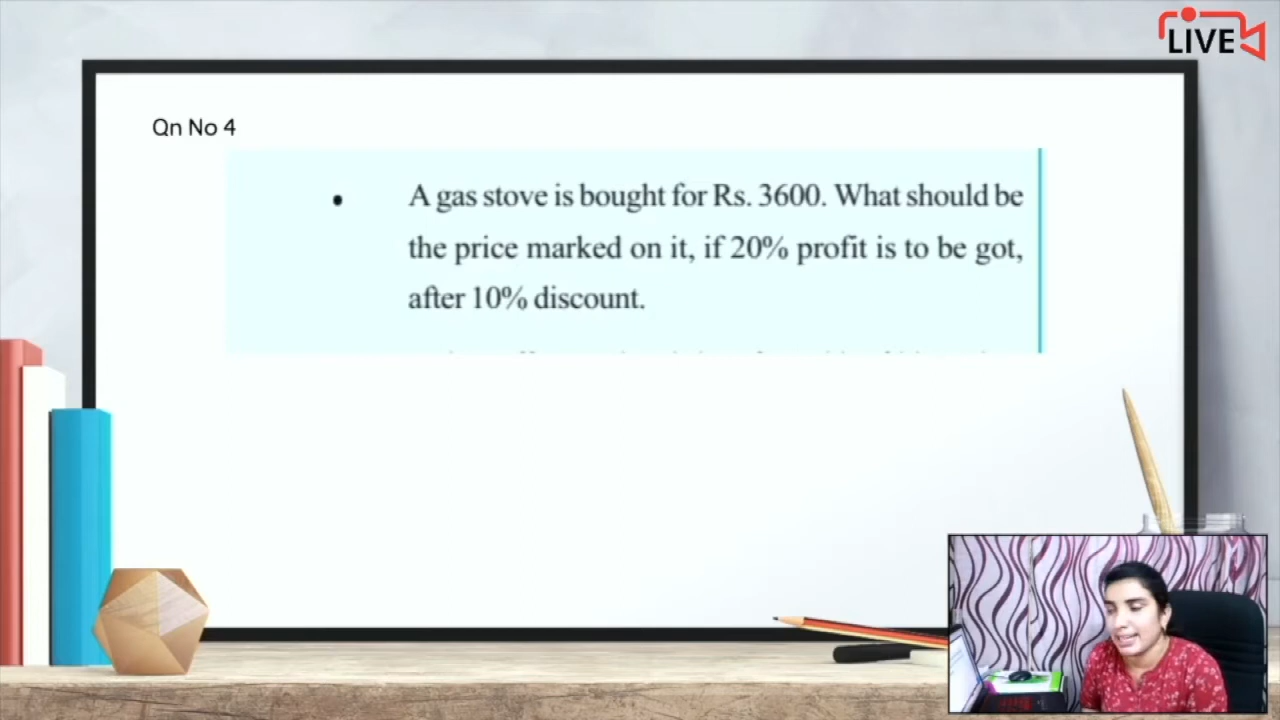 LIVE
Qn No 4
• A gas stove is bought for Rs. 3600. What should be
the price marked on it, if 20% profit is to be got,
after 10% discount.